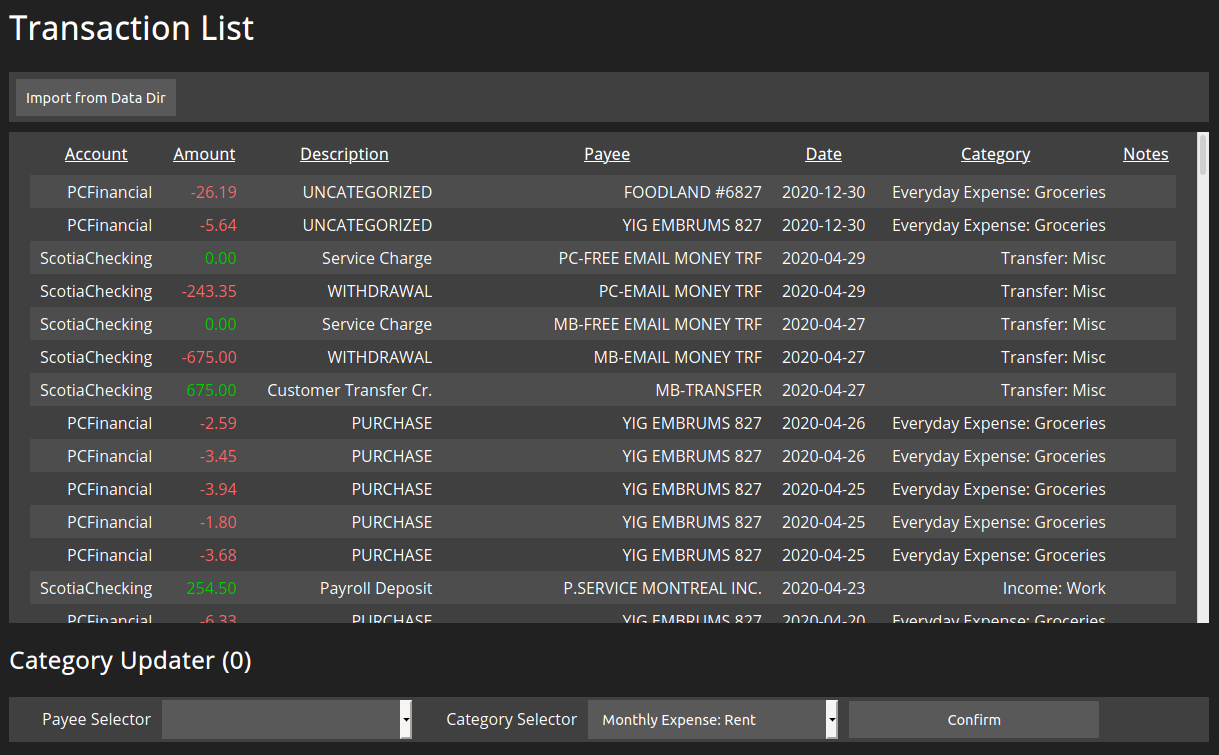 Transaction List
Import from Data Dir
Account Amount Description Payee Date Category Notes
PCFinancial -26.19 UNCATEGORIZED FOODLAND #6827 2020-12-30 Everyday Expense: Groceries
PCFinancial -5.64 UNCATEGORIZED YIG EMBRUMS 827 2020-12-30 Everyday Expense: Groceries
ScotiaChecking 0.00 Service Charge PC-FREE EMAIL MONEY TRF 2020-04-29 Transfer: Misc
ScotiaChecking -243.35 WITHDRAWAL PC-EMAIL MONEY TRF 2020-04-29 Transfer: Misc
ScotiaChecking 0.00 Service Charge MB-FREE EMAIL MONEY TRF 2020-04-27 Transfer: Misc
ScotiaChecking -675.00 WITHDRAWAL MB-EMAIL MONEY TRF 2020-04-27 Transfer: Misc
ScotiaChecking 675.00 Customer Transfer Cr. MB-TRANSFER 2020-04-27 Transfer: Misc
PCFinancial -2.59 PURCHASE YIG EMBRUMS 827 2020-04-26 Everyday Expense: Groceries
PCFinancial -3.45 PURCHASE YIG EMBRUMS 827 2020-04-26 Everyday Expense: Groceries
PCFinancial -3.94 PURCHASE YIG EMBRUMS 827 2020-04-25 Everyday Expense: Groceries
PCFinancial -1.80 PURCHASE YIG EMBRUMS 827 2020-04-25 Everyday Expense: Groceries
PCFinancial -3.68 PURCHASE YIG EMBRUMS 827 2020-04-25 Everyday Expense: Groceries
ScotiaChecking 254.50 Payroll Deposit P.SERVICE MONTREAL INC. 2020-04-23 Income: Work
PCFinancial -6.33 PURCHASE YIG EMBRUMS 827 2020-04-20 Everyday Expense: Groceries
Category Updater (0)
Payee Selector Category Selector Monthly Expense: Rent Confirm